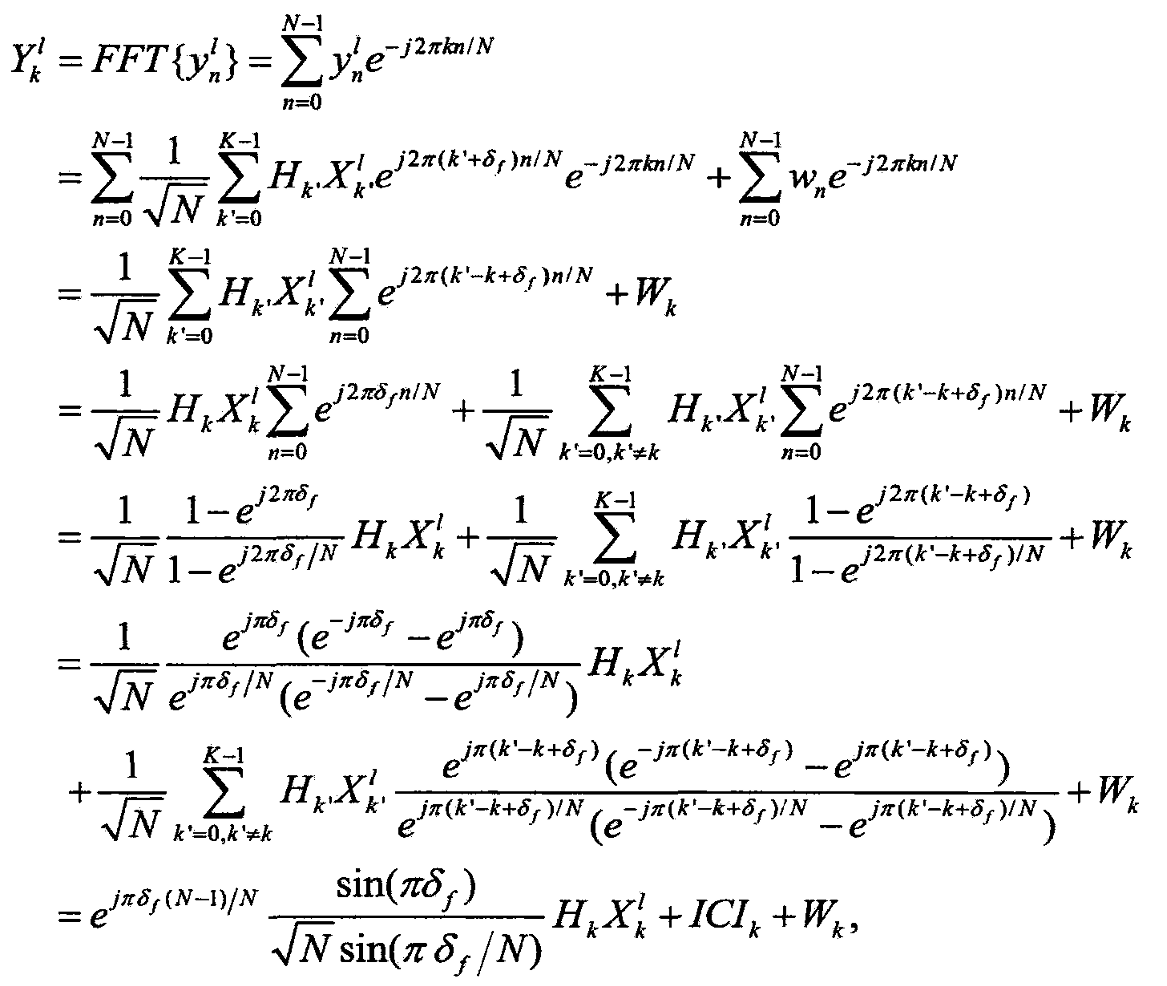 $Y_k^l = FFT\{y_n^l\} = \sum_{n=0}^{N-1} y_n^l e^{-j2\pi kn/N}$
$= \sum_{n=0}^{N-1} \frac{1}{\sqrt{N}} \sum_{k'=0}^{K-1} H_{k'} X_{k'}^l e^{j2\pi(k'+\delta_f)n/N} e^{-j2\pi kn/N} + \sum_{n=0}^{N-1} w_n e^{-j2\pi kn/N}$
$= \frac{1}{\sqrt{N}} \sum_{k'=0}^{K-1} H_{k'} X_{k'}^l \sum_{n=0}^{N-1} e^{j2\pi(k'-k+\delta_f)n/N} + W_k$
$= \frac{1}{\sqrt{N}} H_k X_k^l \sum_{n=0}^{N-1} e^{j2\pi\delta_f n/N} + \frac{1}{\sqrt{N}} \sum_{k'=0,k'\neq k}^{K-1} H_{k'} X_{k'}^l \sum_{n=0}^{N-1} e^{j2\pi(k'-k+\delta_f)n/N} + W_k$
$= \frac{1}{\sqrt{N}} \frac{1-e^{j2\pi\delta_f}}{1-e^{j2\pi\delta_f/N}} H_k X_k^l + \frac{1}{\sqrt{N}} \sum_{k'=0,k'\neq k}^{K-1} H_{k'} X_{k'}^l \frac{1-e^{j2\pi(k'-k+\delta_f)}}{1-e^{j2\pi(k'-k+\delta_f)/N}} + W_k$
$= \frac{1}{\sqrt{N}} \frac{e^{j\pi\delta_f}(e^{-j\pi\delta_f} - e^{j\pi\delta_f})}{e^{j\pi\delta_f/N}(e^{-j\pi\delta_f/N} - e^{j\pi\delta_f/N})} H_k X_k^l$
$+ \frac{1}{\sqrt{N}} \sum_{k'=0,k'\neq k}^{K-1} H_{k'} X_{k'}^l \frac{e^{j\pi(k'-k+\delta_f)}(e^{-j\pi(k'-k+\delta_f)} - e^{j\pi(k'-k+\delta_f)})}{e^{j\pi(k'-k+\delta_f)/N}(e^{-j\pi(k'-k+\delta_f)/N} - e^{j\pi(k'-k+\delta_f)/N})} + W_k$
$= e^{j\pi\delta_f(N-1)/N} \frac{\sin(\pi\delta_f)}{\sqrt{N}\sin(\pi\delta_f/N)} H_k X_k^l + ICI_k + W_k,$